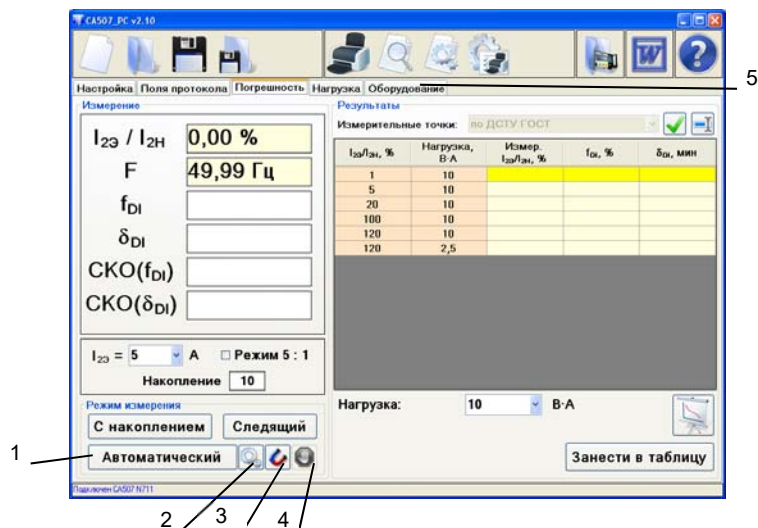 CA507_PC v2.10
W
?
Настройка Поля протокола Погрешность Нагрузка Оборудование
5
Измерение
I2Э / I2Н 0,00 %
F 49,99 Гц
fDI
δDI
СКО(fDI)
СКО(δDI)
I2Э = 5 А Режим 5 : 1
Накопление 10
Режим измерения
С накоплением Следящий
1
Автоматический
Подключен CA507 N711
2 3 4
Результаты
Измерительные точки: по ДСТУ ГОСТ
I2Э/I2Н, % Нагрузка, В·А Измер. I2Э/I2Н, % fDI, % δDI, мин
1 10
5 10
20 10
100 10
120 10
120 2,5
Нагрузка: 10 В·А
Занести в таблицу